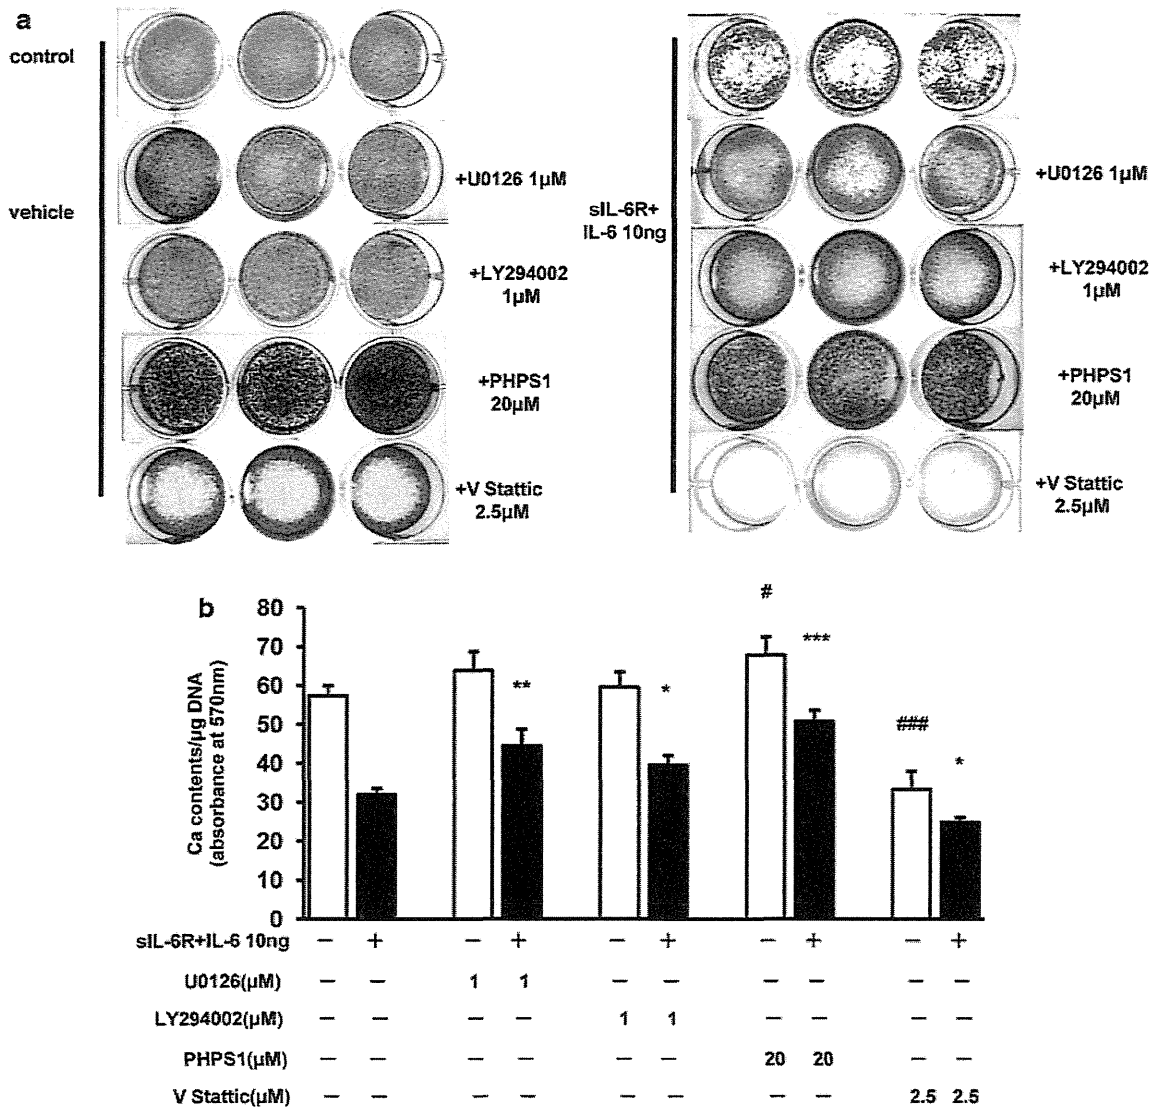 a
control
vehicle
+U0126 1µM
+LY294002
1µM
+PHPS1
20µM
+V Stattic
2.5µM
sIL-6R+
IL-6 10ng
+U0126 1µM
+LY294002
1µM
+PHPS1
20µM
+V Stattic
2.5µM
b
Ca contents/µg DNA
(absorbance at 570nm)
80
70
60
50
40
30
20
10
0
** * # *** ### *
sIL-6R+IL-6 10ng − + − + − + − + − +
U0126(µM) − − 1 1 − − − − − −
LY294002(µM) − − − − 1 1 − − − −
PHPS1(µM) − − − − − − 20 20 − −
V Stattic(µM) − − − − − − − − 2.5 2.5